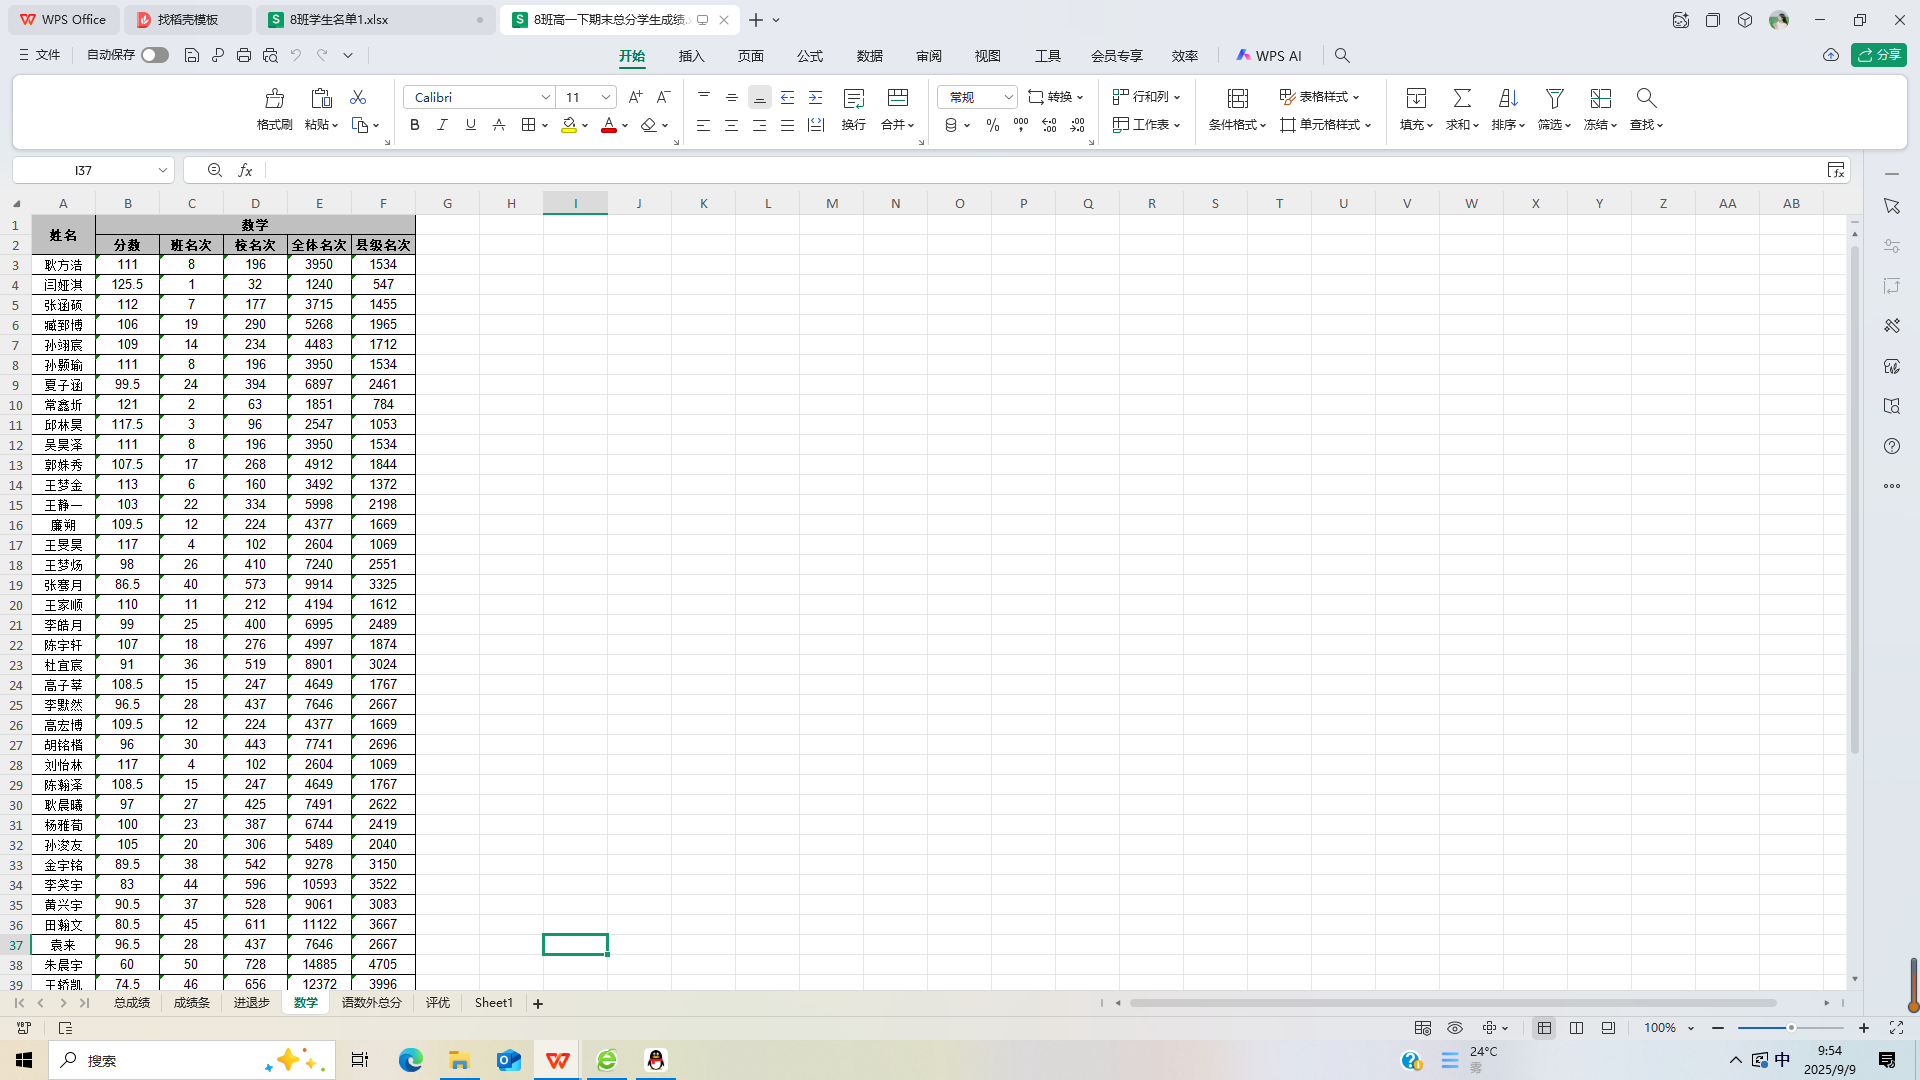 WPS Office 找稻壳模板 8班学生名单1.xlsx 8班高一下期末总分学生成绩.x
文件 自动保存 开始 插入 页面 公式 数据 审阅 视图 工具 会员专享 效率 WPS AI 分享
格式刷 粘贴 Calibri 11 A+ A- B I U A A 换行 合并 常规 转换 % 行和列 工作表 条件格式 表格样式 单元格样式 填充 求和 排序 筛选 冻结 查找
I37 fx
A B C D E F G H I J K L M N O P Q R S T U V W X Y Z AA AB
1 姓名 数学
2 分数 班名次 校名次 全体名次 县级名次
3 耿方浩 111 8 196 3950 1534
4 闫娅淇 125.5 1 32 1240 547
5 张涵硕 112 7 177 3715 1455
6 臧郅博 106 19 290 5268 1965
7 孙翊宸 109 14 234 4483 1712
8 孙颢瑜 111 8 196 3950 1534
9 夏子涵 99.5 24 394 6897 2461
10 常鑫圻 121 2 63 1851 784
11 邱林昊 117.5 3 96 2547 1053
12 吴昊泽 111 8 196 3950 1534
13 郭姝秀 107.5 17 268 4912 1844
14 王梦金 113 6 160 3492 1372
15 王静一 103 22 334 5998 2198
16 廉朔 109.5 12 224 4377 1669
17 王旻昊 117 4 102 2604 1069
18 王梦炀 98 26 410 7240 2551
19 张骞月 86.5 40 573 9914 3325
20 王家顺 110 11 212 4194 1612
21 李皓月 99 25 400 6995 2489
22 陈宇轩 107 18 276 4997 1874
23 杜宜宸 91 36 519 8901 3024
24 高子莘 108.5 15 247 4649 1767
25 李默然 96.5 28 437 7646 2667
26 高宏博 109.5 12 224 4377 1669
27 胡铭楷 96 30 443 7741 2696
28 刘怡林 117 4 102 2604 1069
29 陈瀚泽 108.5 15 247 4649 1767
30 耿晨曦 97 27 425 7491 2622
31 杨雅荀 100 23 387 6744 2419
32 孙浚友 105 20 306 5489 2040
33 金宇铭 89.5 38 542 9278 3150
34 李笑宇 83 44 596 10593 3522
35 黄兴宇 90.5 37 528 9061 3083
36 田瀚文 80.5 45 611 11122 3667
37 袁来 96.5 28 437 7646 2667
38 朱晨宇 60 50 728 14885 4705
39 王轿凯 74.5 46 656 12372 3996
总成绩 成绩条 进退步 数学 语数外总分 评优 Sheet1
100%
搜索 24°C 雾 中 9:54
2025/9/9